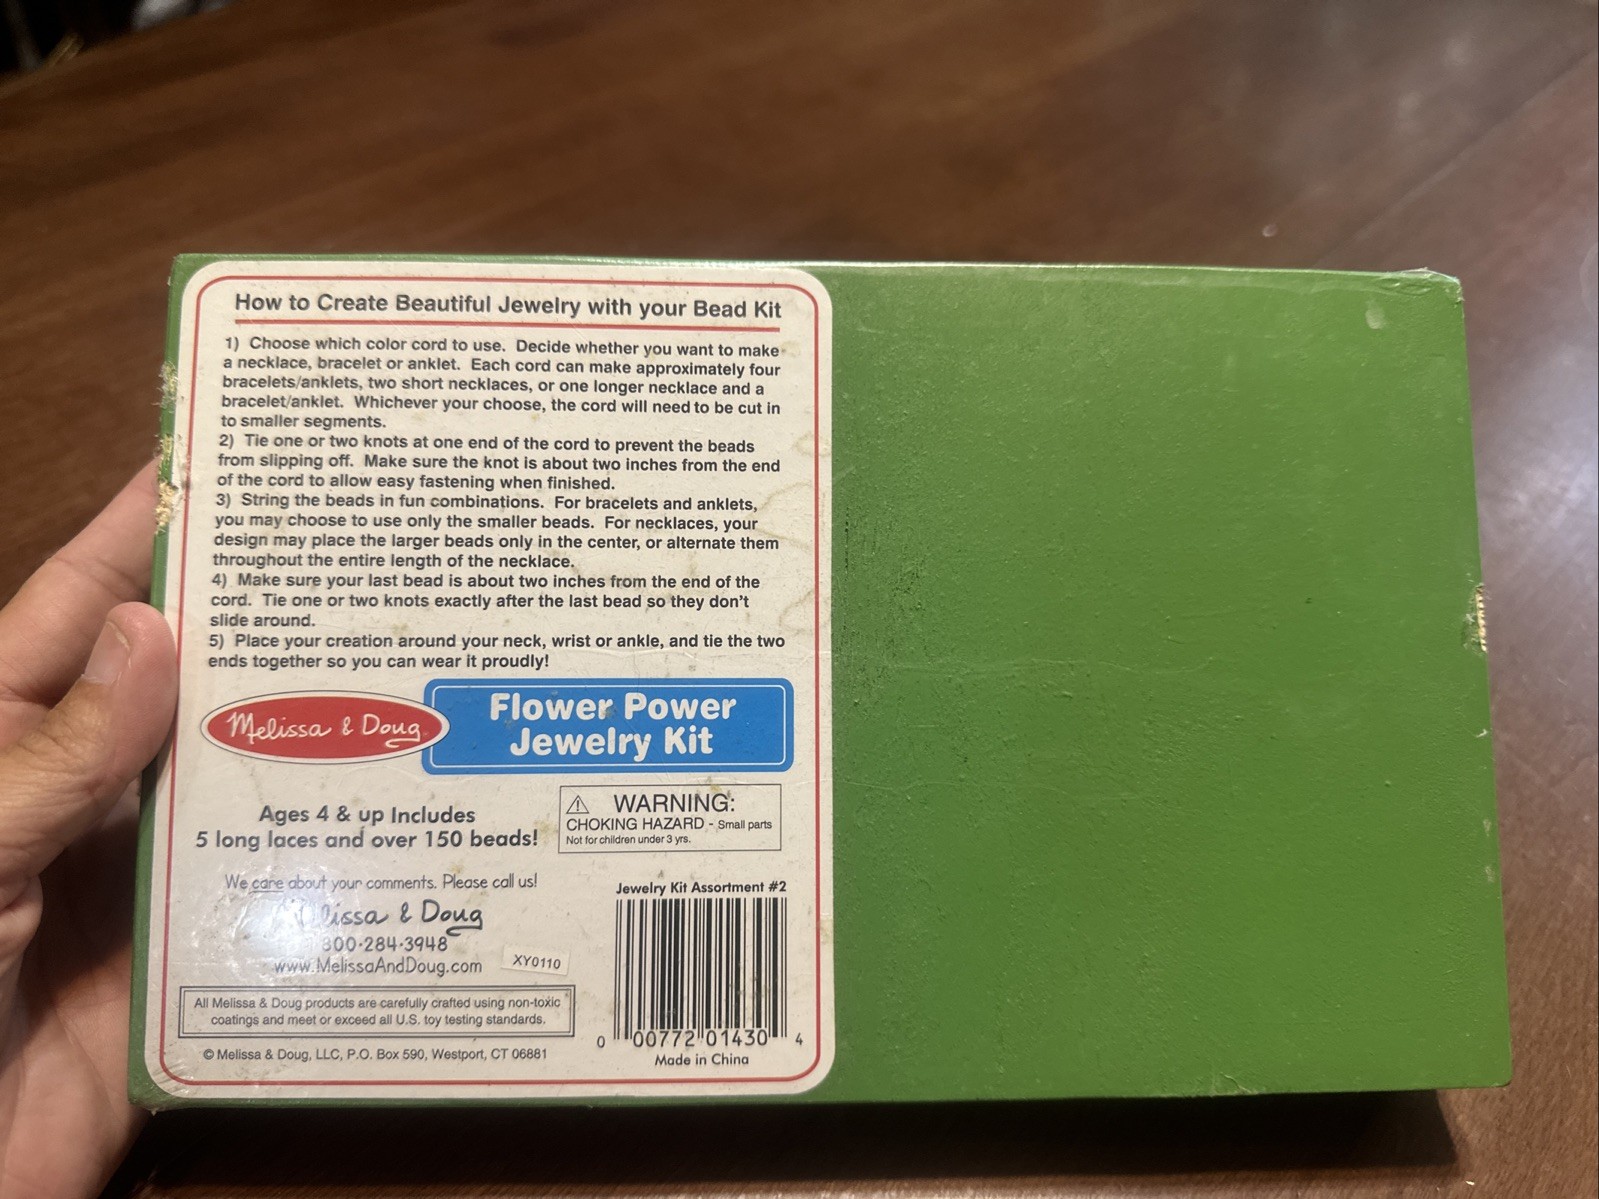 How to Create Beautiful Jewelry with your Bead Kit
1) Choose which color cord to use. Decide whether you want to make
a necklace, bracelet or anklet. Each cord can make approximately four
bracelets/anklets, two short necklaces, or one longer necklace and a
bracelet/anklet. Whichever your choose, the cord will need to be cut in
to smaller segments.
2) Tie one or two knots at one end of the cord to prevent the beads
from slipping off. Make sure the knot is about two inches from the end
of the cord to allow easy fastening when finished.
3) String the beads in fun combinations. For bracelets and anklets,
you may choose to use only the smaller beads. For necklaces, your
design may place the larger beads only in the center, or alternate them
throughout the entire length of the necklace.
4) Make sure your last bead is about two inches from the end of the
cord. Tie one or two knots exactly after the last bead so they don't
slide around.
5) Place your creation around your neck, wrist or ankle, and tie the two
ends together so you can wear it proudly!
Melissa & Doug
Flower Power
Jewelry Kit
Ages 4 & up Includes
5 long laces and over 150 beads!
⚠ WARNING:
CHOKING HAZARD - Small parts
Not for children under 3 yrs.
We care about your comments. Please call us!
Melissa & Doug
800-284-3948
www.MelissaAndDoug.com
XY0110
All Melissa & Doug products are carefully crafted using non-toxic
coatings and meet or exceed all U.S. toy testing standards.
© Melissa & Doug, LLC, P.O. Box 590, Westport, CT 06881
Jewelry Kit Assortment #2
0 00772 01430 4
Made in China